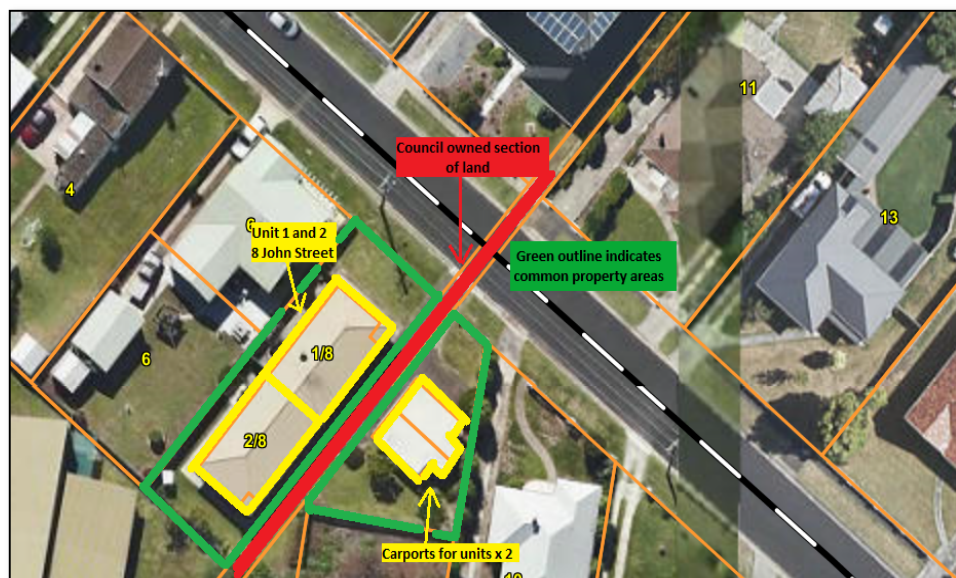 Council owned section
of land
11
4
6
Unit 1 and 2
8 John Street
Green outline indicates
common property areas
13
1/8
6
2/8
Carports for units x 2